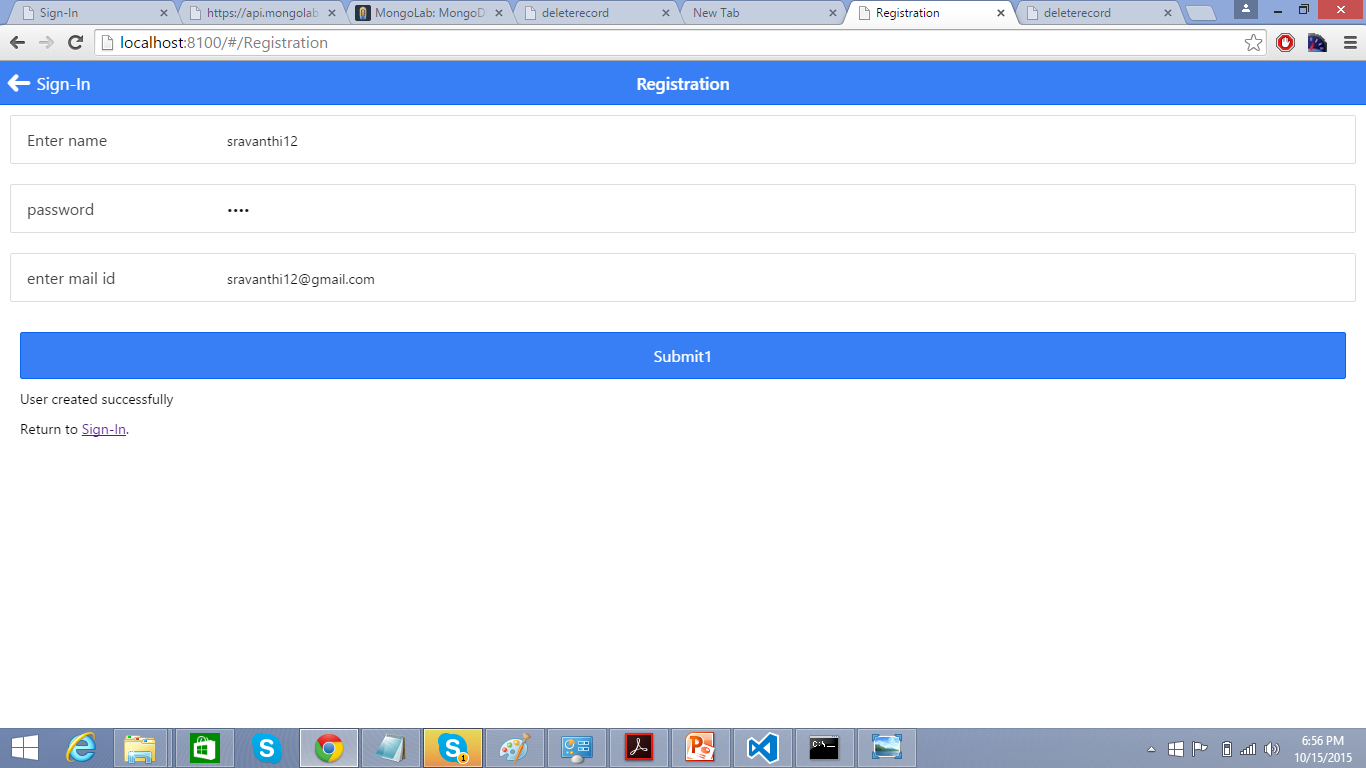 Sign-In
https://api.mongolab
MongoLab: MongoD
deleterecord
New Tab
Registration
deleterecord
localhost:8100/#/Registration
Sign-In
Registration
Enter name
sravanthi12
password
••••
enter mail id
sravanthi12@gmail.com
Submit1
User created successfully
Return to Sign-In.
6:56 PM
10/15/2015